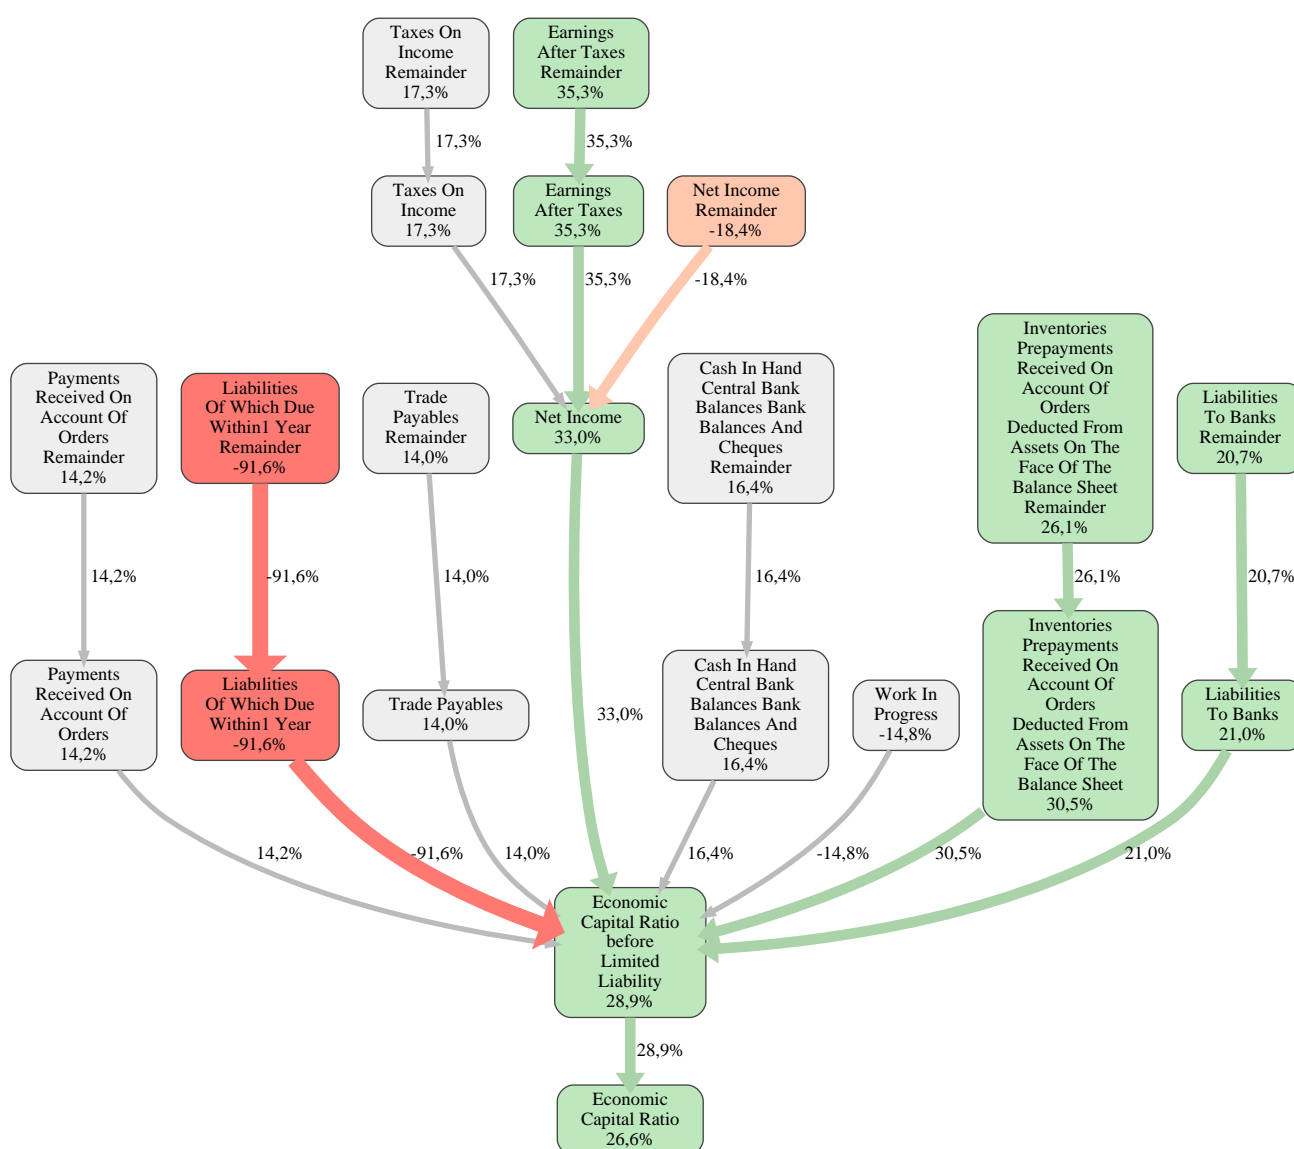 Taxes On
Income
Remainder
17,3%
Earnings
After Taxes
Remainder
35,3%
17,3%
35,3%
Taxes On
Income
17,3%
Earnings
After Taxes
35,3%
Net Income
Remainder
-18,4%
17,3%
35,3%
-18,4%
Payments
Received On
Account Of
Orders
Remainder
14,2%
Liabilities
Of Which Due
Within1 Year
Remainder
-91,6%
Trade
Payables
Remainder
14,0%
Net Income
33,0%
Cash In Hand
Central Bank
Balances Bank
Balances And
Cheques
Remainder
16,4%
Inventories
Prepayments
Received On
Account Of
Orders
Deducted From
Assets On The
Face Of The
Balance Sheet
Remainder
26,1%
Liabilities
To Banks
Remainder
20,7%
14,2%
-91,6%
14,0%
16,4%
26,1%
20,7%
Payments
Received On
Account Of
Orders
14,2%
Liabilities
Of Which Due
Within1 Year
-91,6%
Trade Payables
14,0%
33,0%
Cash In Hand
Central Bank
Balances Bank
Balances And
Cheques
16,4%
Work In
Progress
-14,8%
Inventories
Prepayments
Received On
Account Of
Orders
Deducted From
Assets On The
Face Of The
Balance Sheet
30,5%
Liabilities
To Banks
21,0%
14,2%
-91,6%
14,0%
16,4%
-14,8%
30,5%
21,0%
Economic
Capital Ratio
before
Limited
Liability
28,9%
28,9%
Economic
Capital Ratio
26,6%